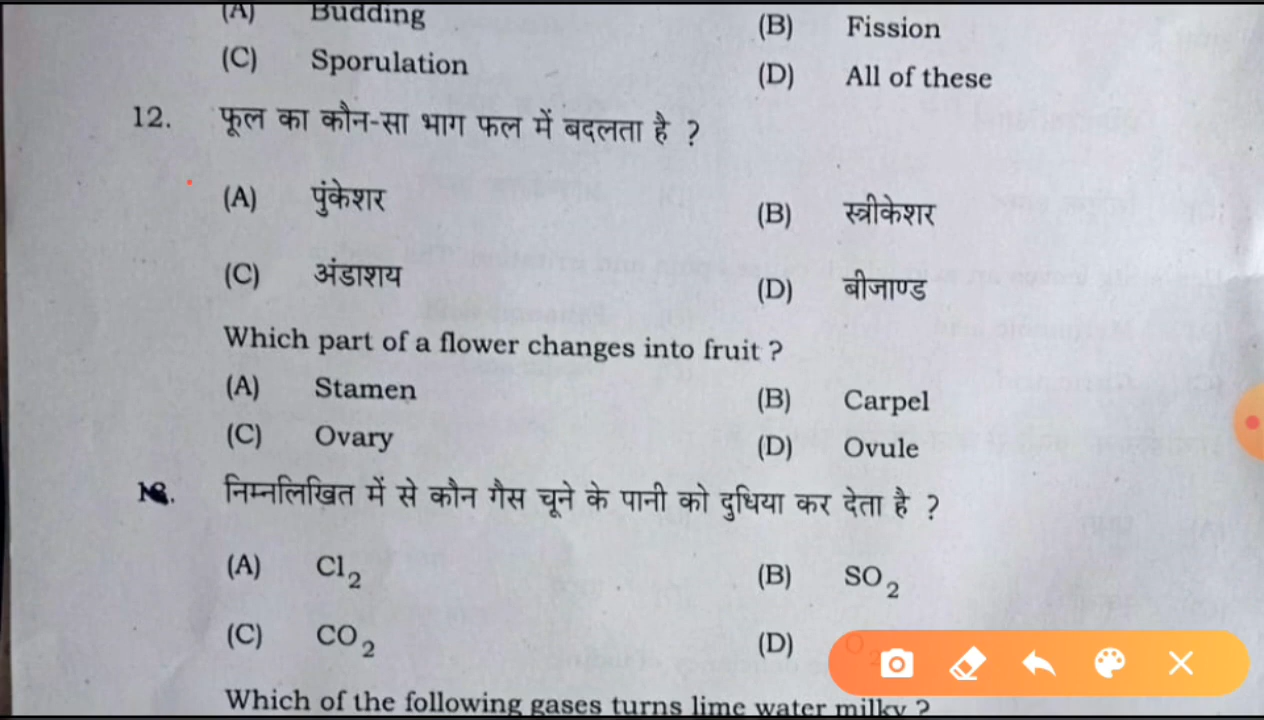 (A) Budding (B) Fission
(C) Sporulation (D) All of these
12. फूल का कौन-सा भाग फल में बदलता है ?
(A) पुंकेशर (B) स्त्रीकेशर
(C) अंडाशय (D) बीजाण्ड
Which part of a flower changes into fruit ?
(A) Stamen (B) Carpel
(C) Ovary (D) Ovule
निम्नलिखित में से कौन गैस चूने के पानी को दुधिया कर देता है ?
(A) Cl₂ (B) SO₂
(C) CO₂ (D)
Which of the following gases turns lime water milky ?